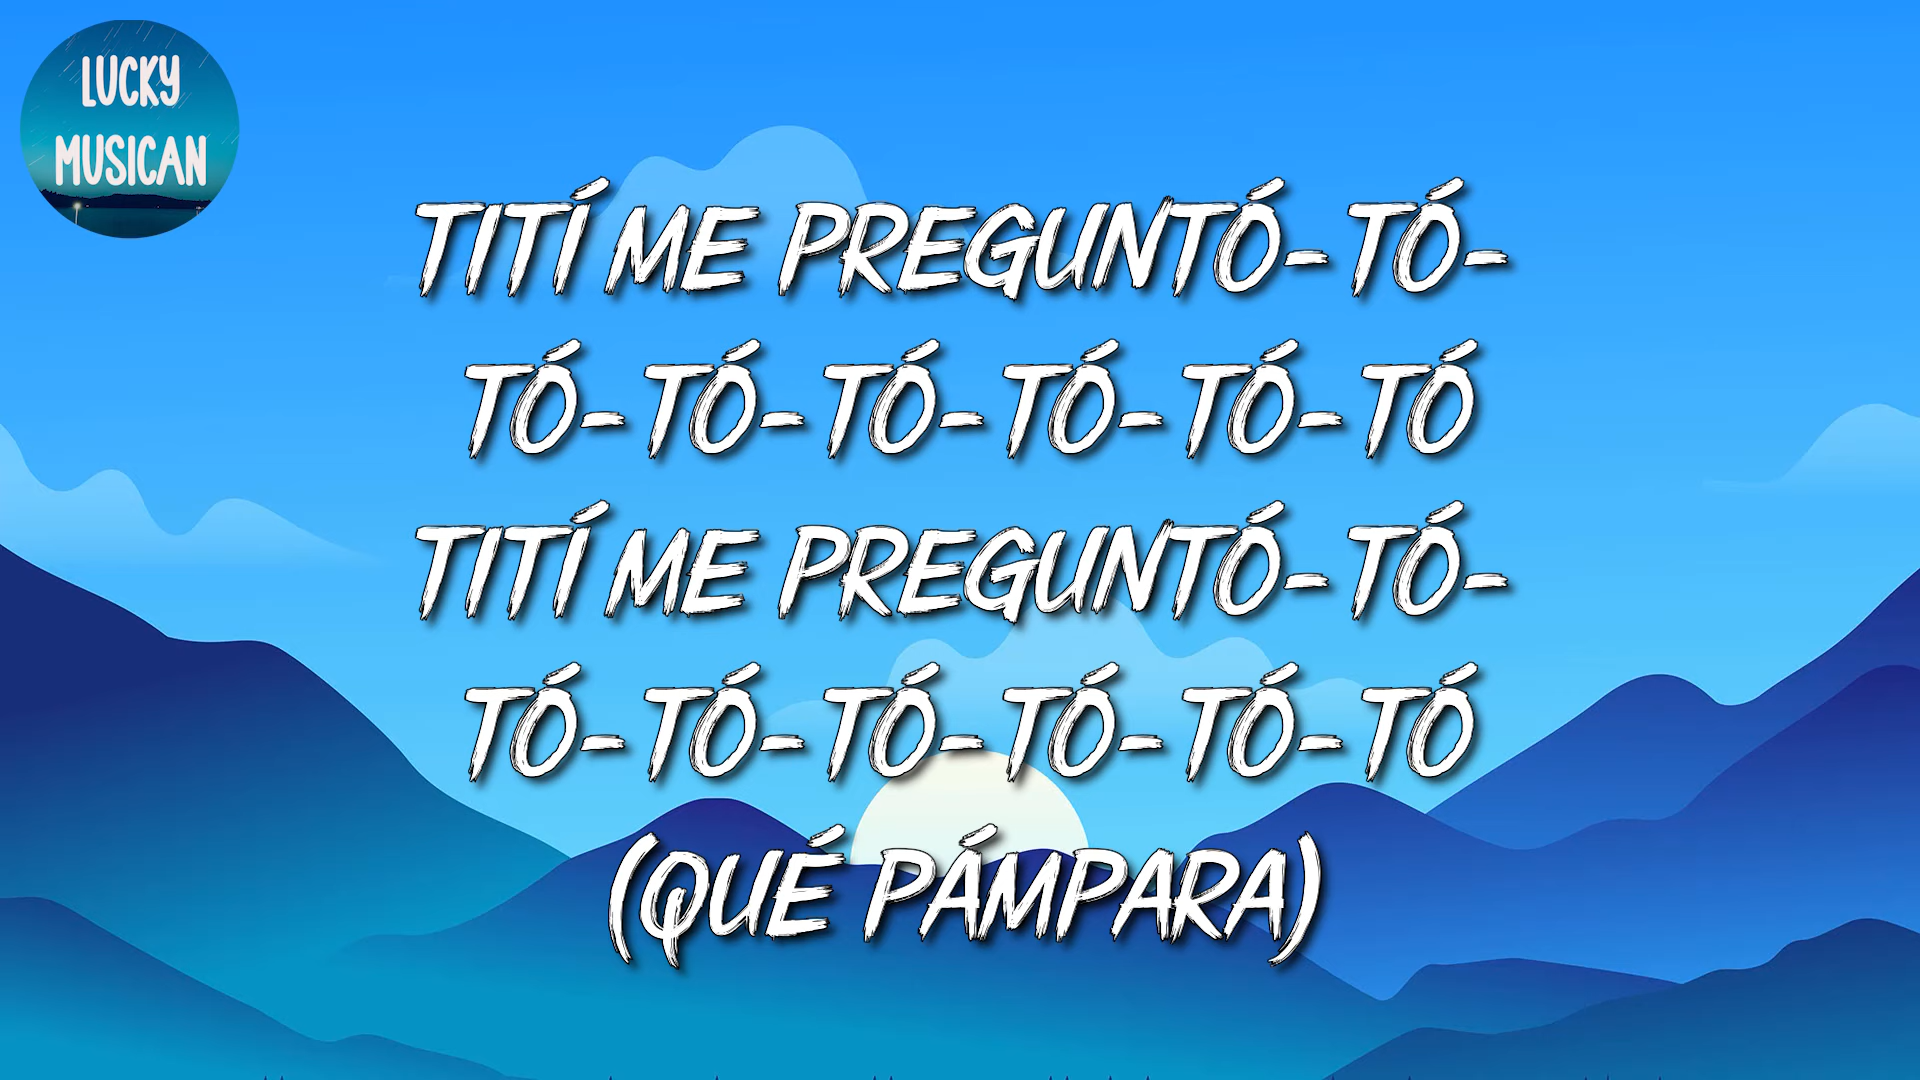 LUCKY
MUSICAN
TITÍ ME PREGUNTÓ-TÓ-
TÓ-TÓ-TÓ-TÓ-TÓ-TÓ
TITÍ ME PREGUNTÓ-TÓ-
TÓ-TÓ-TÓ-TÓ-TÓ-TÓ
(QUÉ PÁMPARA)